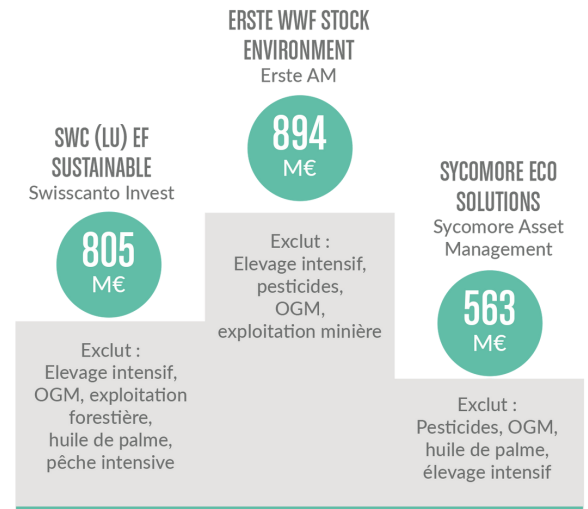 ERSTE WWF STOCK
ENVIRONMENT
Erste AM
894
M€
Exclut :
Elevage intensif,
pesticides,
OGM,
exploitation minière
SWC (LU) EF
SUSTAINABLE
Swisscanto Invest
805
M€
Exclut :
Elevage intensif,
OGM, exploitation
forestière,
huile de palme,
pêche intensive
SYCOMORE ECO
SOLUTIONS
Sycomore Asset
Management
563
M€
Exclut :
Pesticides, OGM,
huile de palme,
élevage intensif